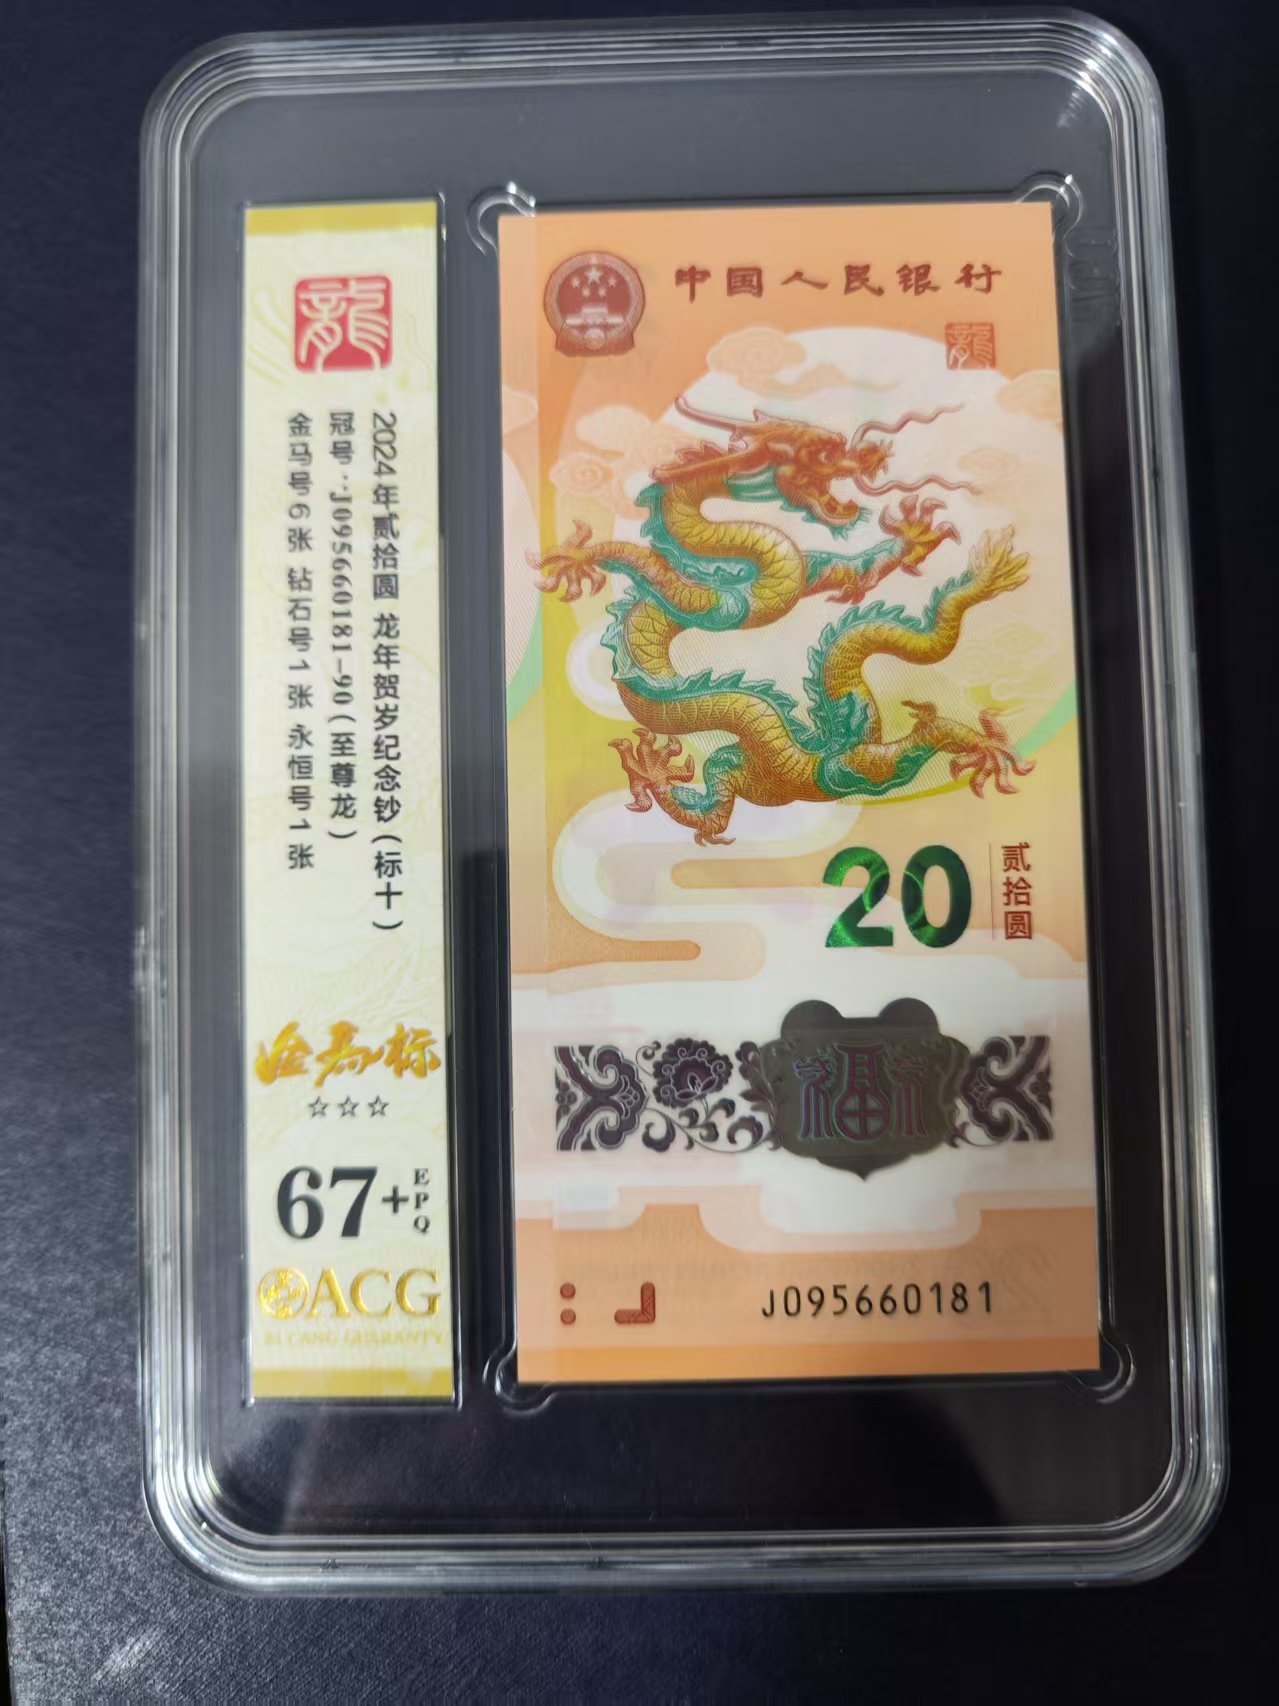 龍
2024年贰拾圆 龙年贺岁纪念钞(标十)
冠号:J095660181-90(至尊龙)
金马号6张 钻石号1张 永恒号1张
金马标
☆☆☆
67+
EPQ
ACG
中国人民银行
龍
20
贰拾圆
福
J095660181